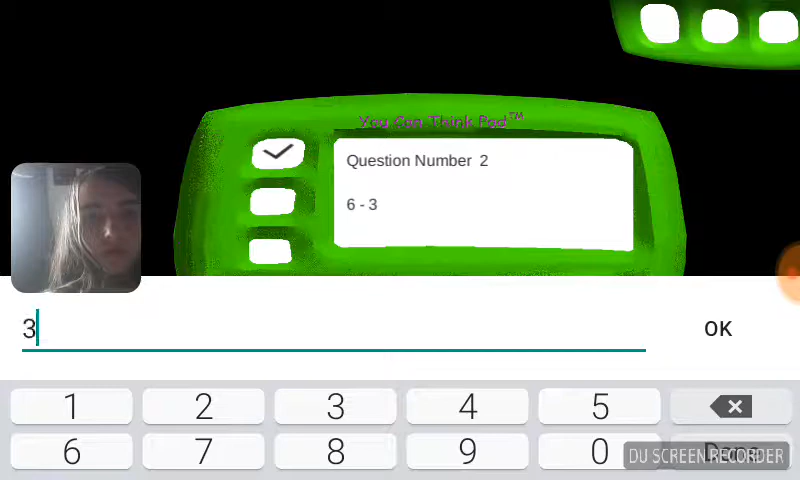 You Can Think Pad™
Question Number 2
6 - 3
3
OK
1 2 3 4 5
6 7 8 9 0 Done
DU SCREEN RECORDER